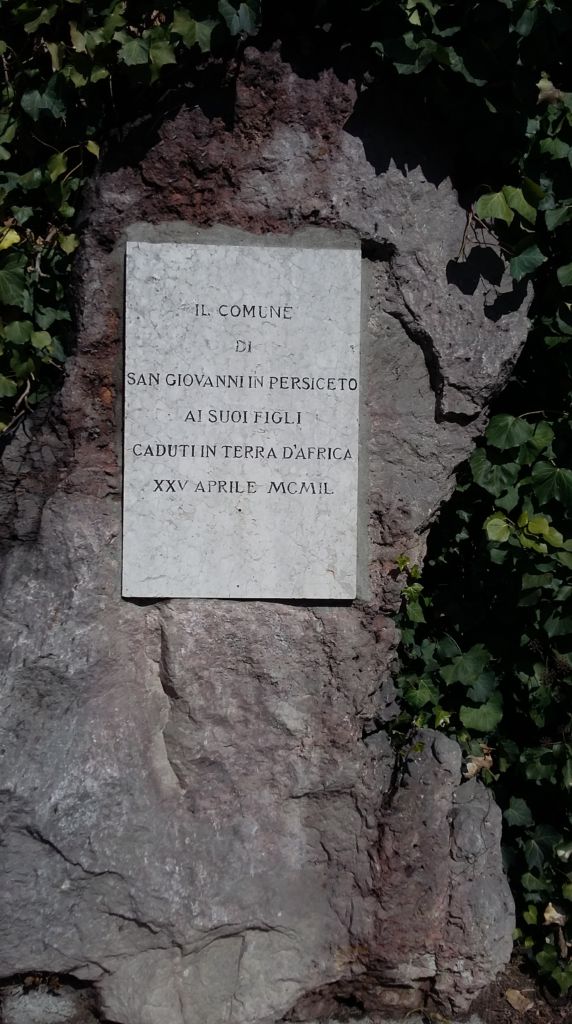 IL COMUNE
DI
SAN GIOVANNI IN PERSICETO
AI SUOI FIGLI
CADUTI IN TERRA D'AFRICA
XXV APRILE MCMIL